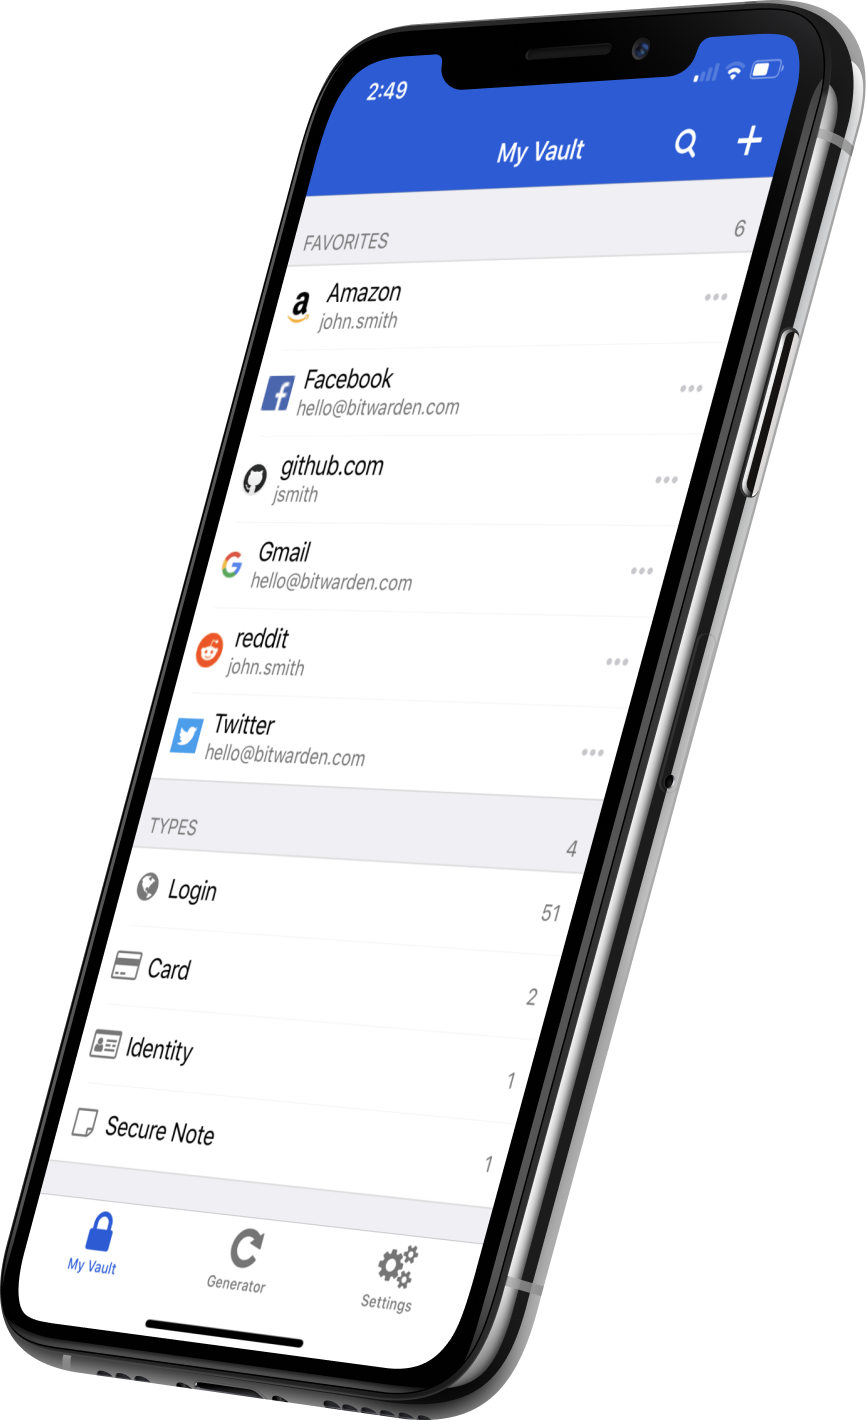 2:49
My Vault
FAVORITES 6
Amazon
john.smith
Facebook
hello@bitwarden.com
github.com
jsmith
Gmail
hello@bitwarden.com
reddit
john.smith
Twitter
hello@bitwarden.com
TYPES 4
Login 51
Card 2
Identity 1
Secure Note 1
My Vault Generator Settings